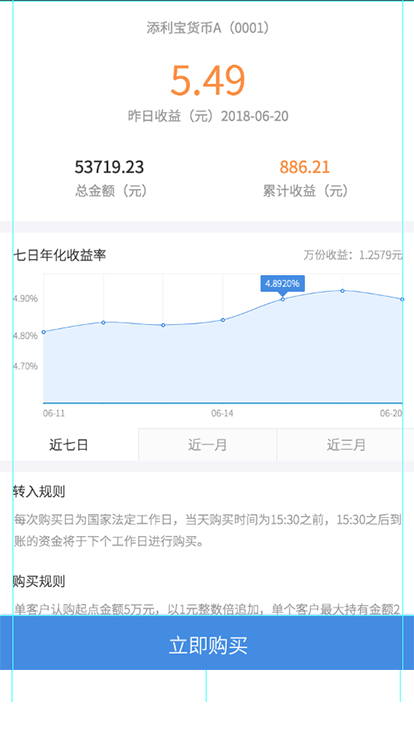 添利宝货币A（0001）
5.49
昨日收益（元）2018-06-20
53719.23
886.21
总金额（元）
累计收益（元）
七日年化收益率
万份收益：1.2579元
4.8920%
4.90%
4.80%
4.70%
06-11
06-14
06-20
近七日
近一月
近三月
转入规则
每次购买日为国家法定工作日，当天购买时间为15:30之前，15:30之后到
账的资金将于下个工作日进行购买。
购买规则
单客户认购起点金额5万元，以1元整数倍追加，单个客户最大持有金额2
立即购买